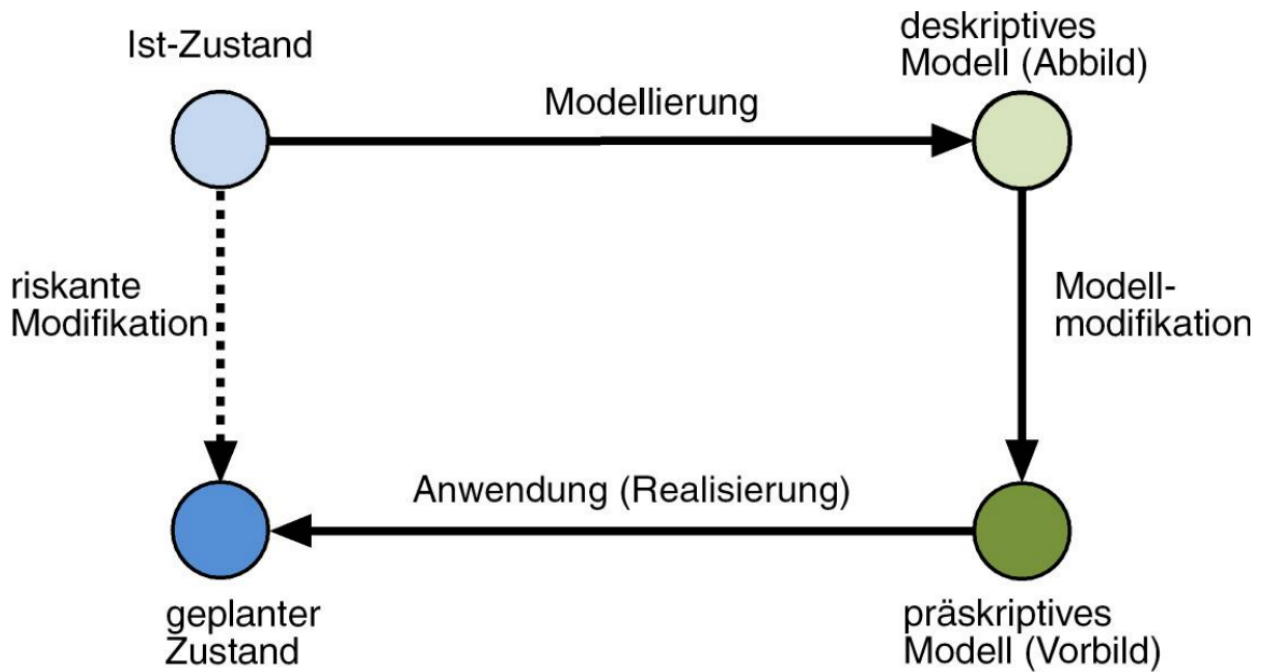 Ist-Zustand
deskriptives
Modell (Abbild)
Modellierung
riskante
Modifikation
Modell-
modifikation
Anwendung (Realisierung)
geplanter
Zustand
präskriptives
Modell (Vorbild)